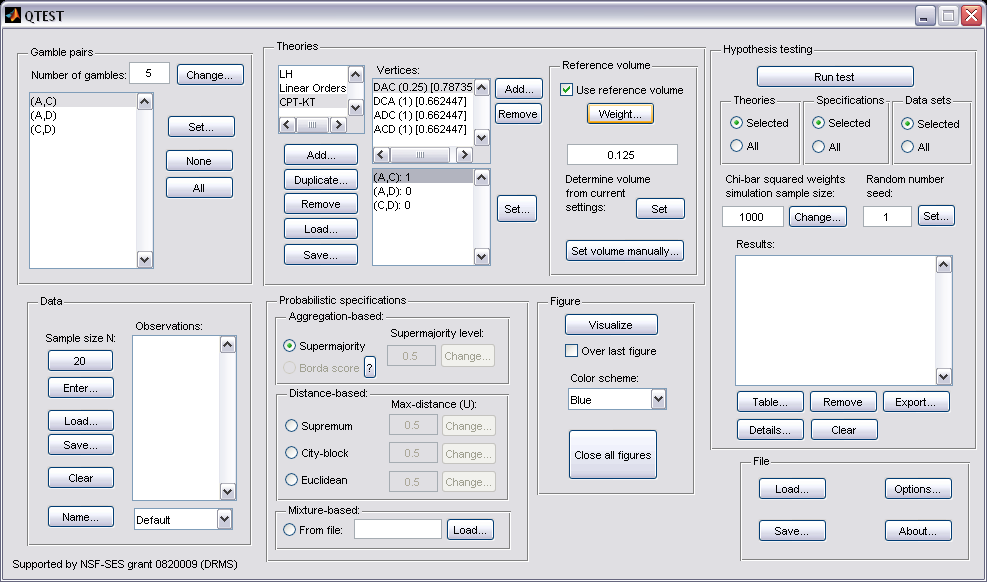 QTEST
Gamble pairs
Number of gambles: 5 Change...
(A,C)
(A,D)
(C,D)
Set...
None
All
Theories
LH
Linear Orders
CPT-KT
Add...
Duplicate...
Remove
Load...
Save...
Vertices:
DAC (0.25) [0.78735
DCA (1) [0.662447]
ADC (1) [0.662447]
ACD (1) [0.662447]
Add...
Remove
(A,C): 1
(A,D): 0
(C,D): 0
Set...
Reference volume
Use reference volume
Weight...
0.125
Determine volume
from current
settings:
Set
Set volume manually...
Hypothesis testing
Run test
Theories
Selected
All
Specifications
Selected
All
Data sets
Selected
All
Chi-bar squared weights
simulation sample size:
1000 Change...
Random number
seed:
1 Set...
Results:
Table... Remove Export...
Details... Clear
Data
Sample size N:
20
Enter...
Load...
Save...
Clear
Name...
Observations:
Default
Probabilistic specifications
Aggregation-based:
Supermajority
Borda score ?
Supermajority level:
0.5 Change...
Distance-based:
Max-distance (U):
Supremum 0.5 Change...
City-block 0.5 Change...
Euclidean 0.5 Change...
Mixture-based:
From file: Load...
Figure
Visualize
Over last figure
Color scheme:
Blue
Close all figures
File
Load... Options...
Save... About...
Supported by NSF-SES grant 0820009 (DRMS)